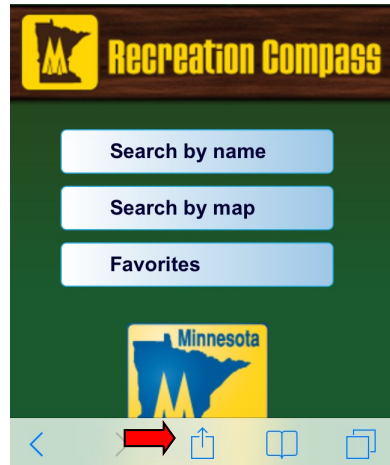 Recreation Compass
Search by name
Search by map
Favorites
Minnesota